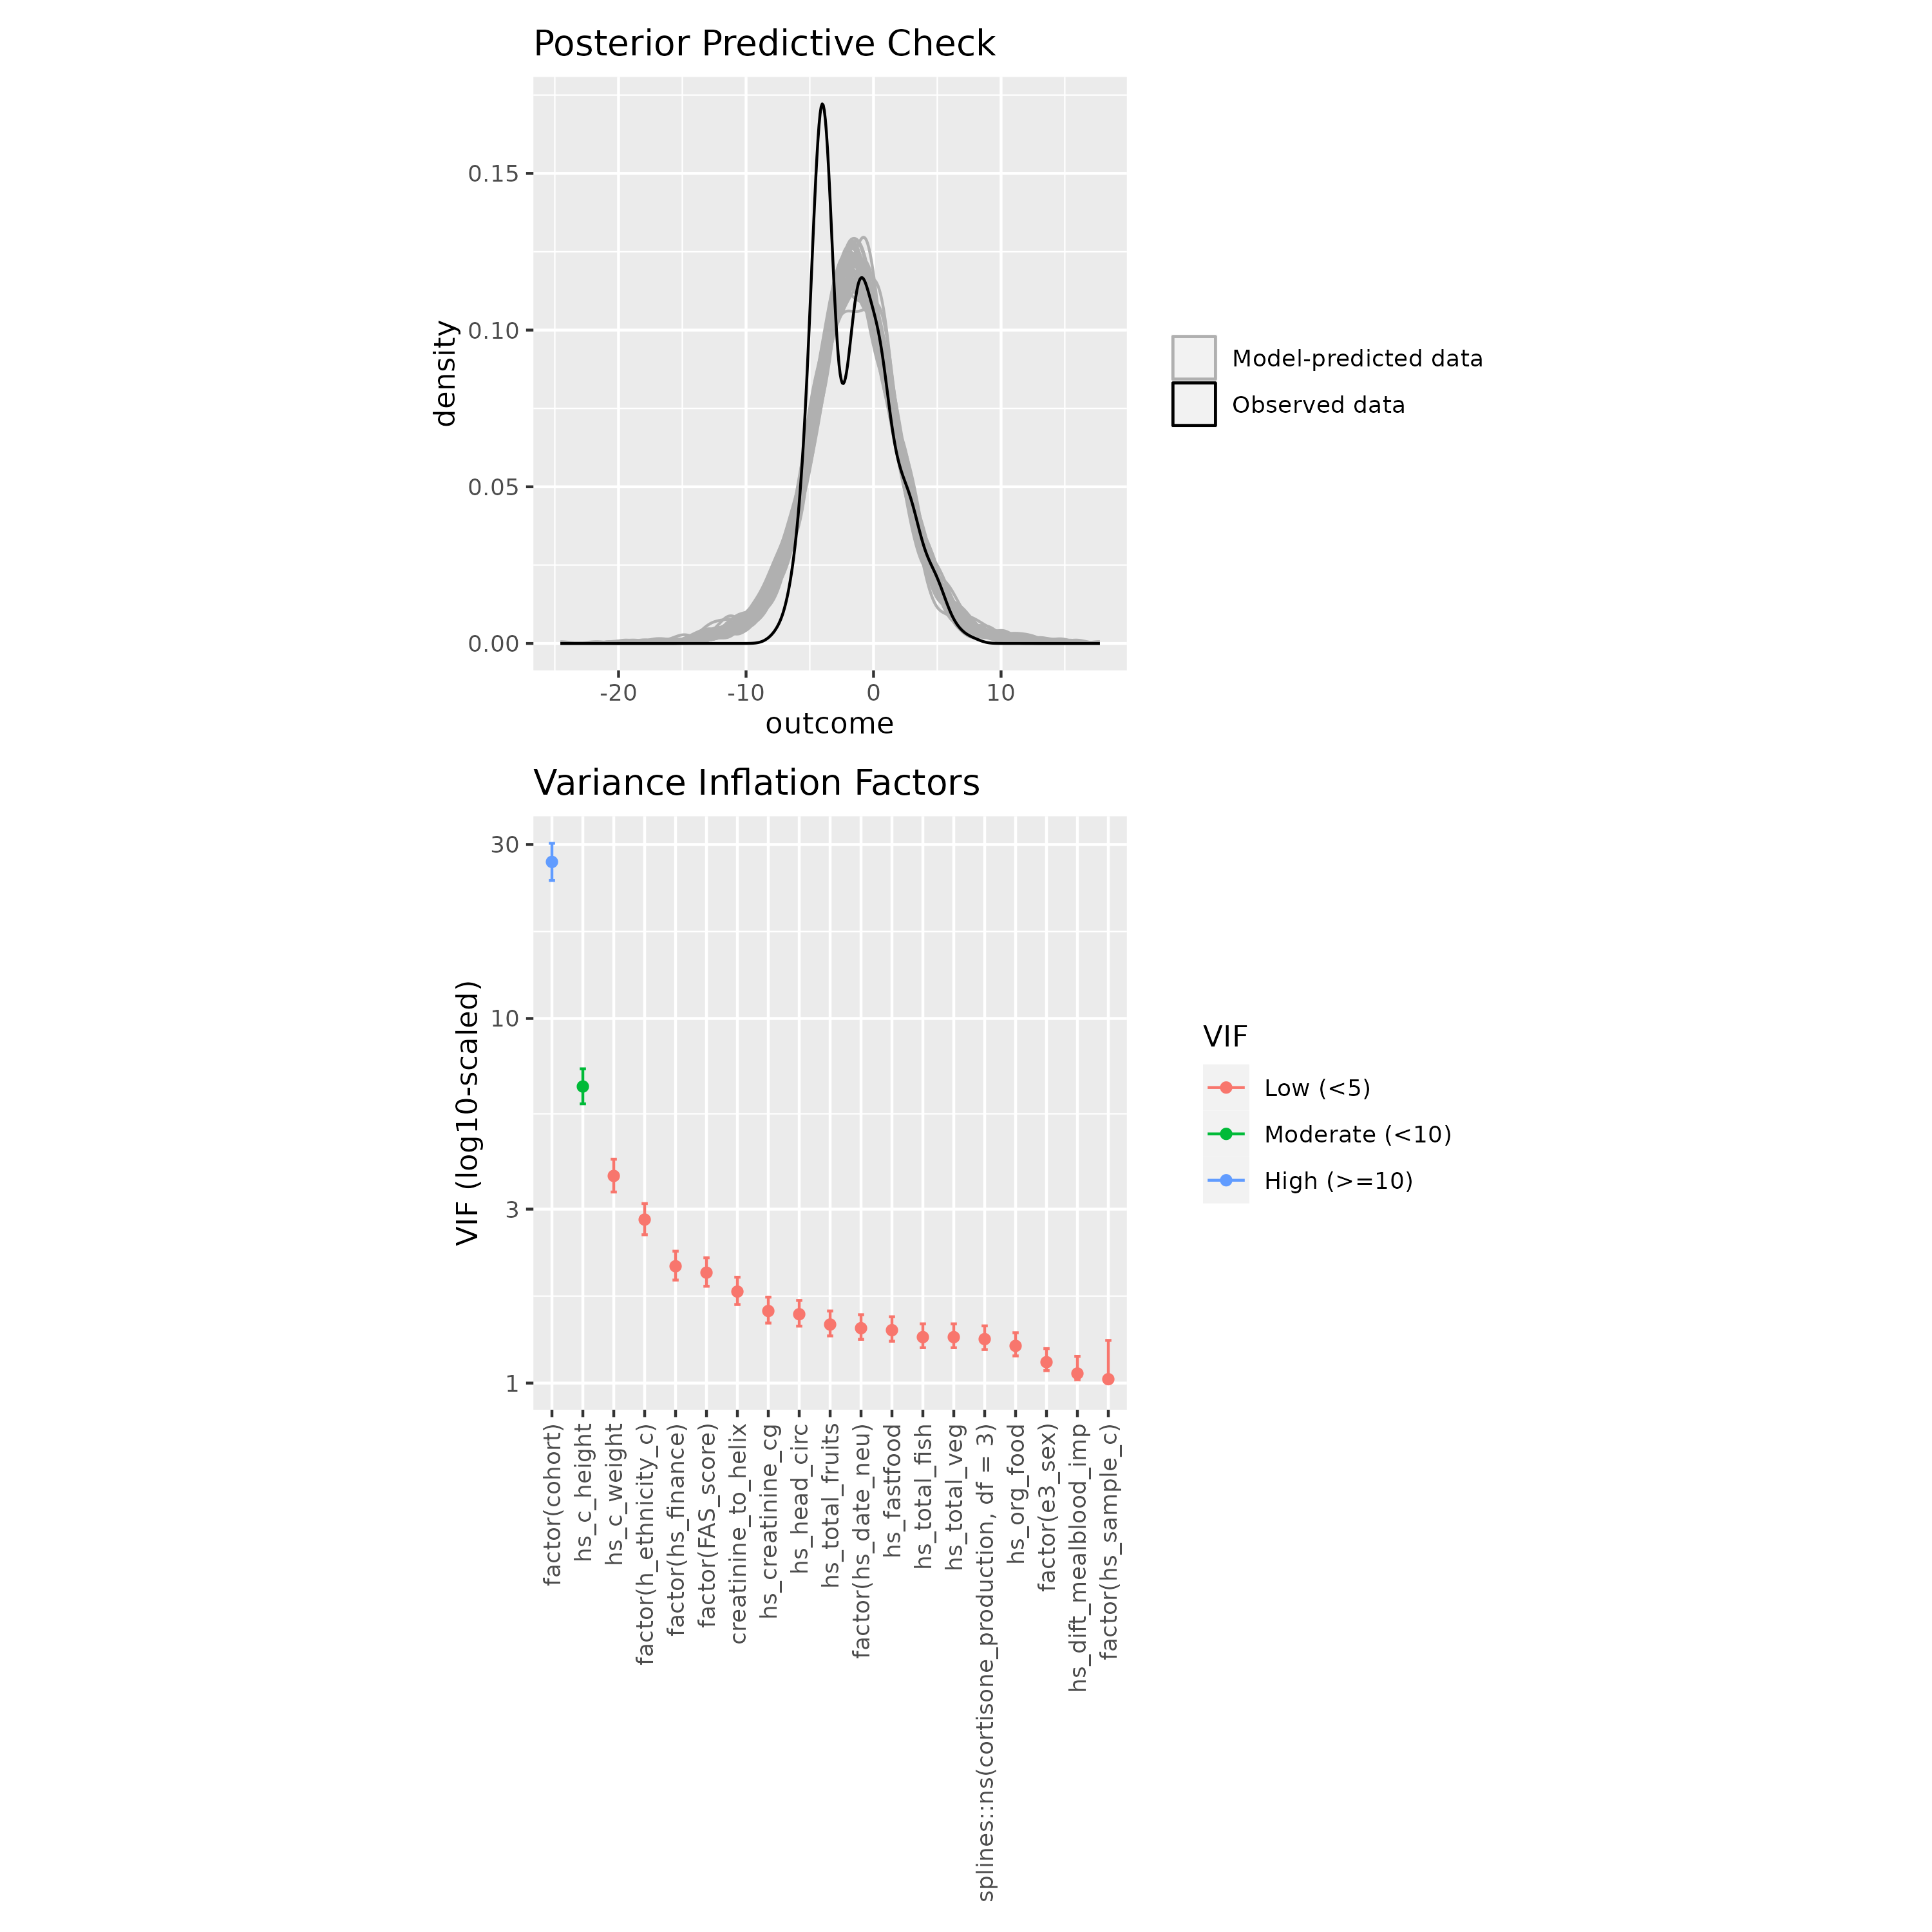 Posterior Predictive Check
density
0.15
0.10
0.05
0.00
-20
-10
0
10
outcome
Model-predicted data
Observed data
Variance Inflation Factors
VIF (log10-scaled)
30
10
3
1
factor(cohort)
hs_c_height
hs_c_weight
factor(h_ethnicity_c)
factor(hs_finance)
factor(FAS_score)
creatinine_to_helix
hs_creatinine_cg
hs_head_circ
hs_total_fruits
factor(hs_date_neu)
hs_fastfood
hs_total_fish
hs_total_veg
splines::ns(cortisone_production, df = 3)
hs_org_food
factor(e3_sex)
hs_dift_mealblood_imp
factor(hs_sample_c)
VIF
Low (<5)
Moderate (<10)
High (>=10)